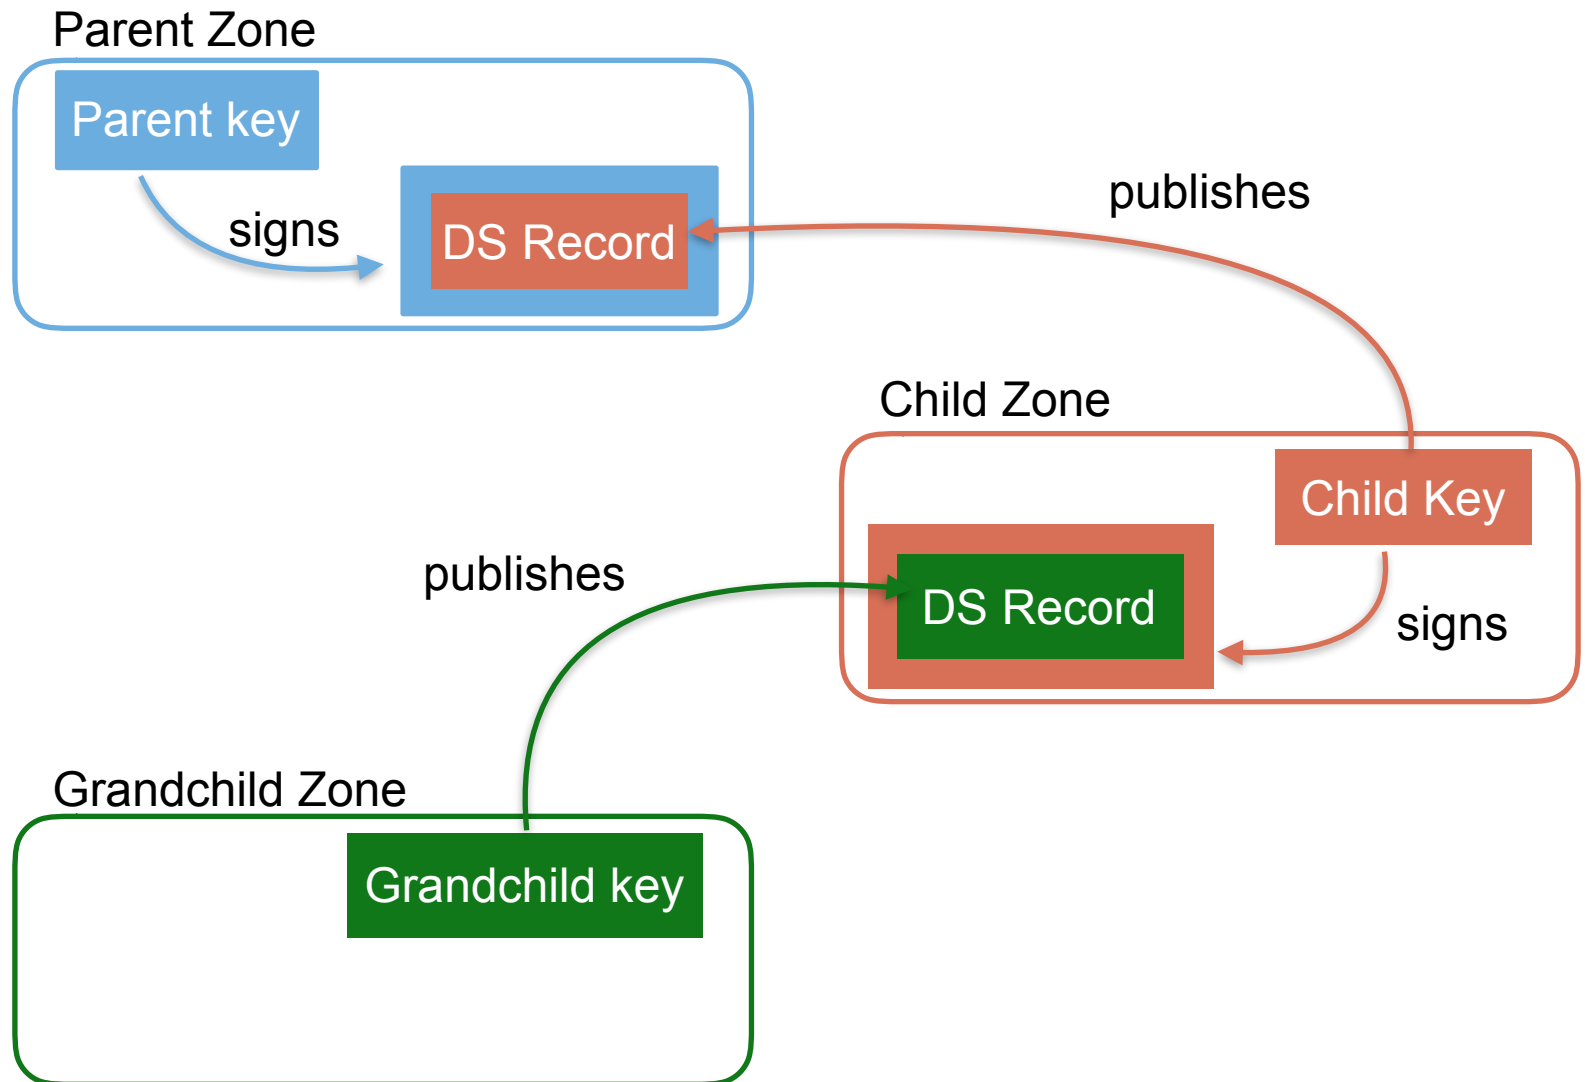 Parent Zone
Parent key
signs
DS Record
publishes
Child Zone
Child Key
publishes
DS Record
signs
Grandchild Zone
Grandchild key